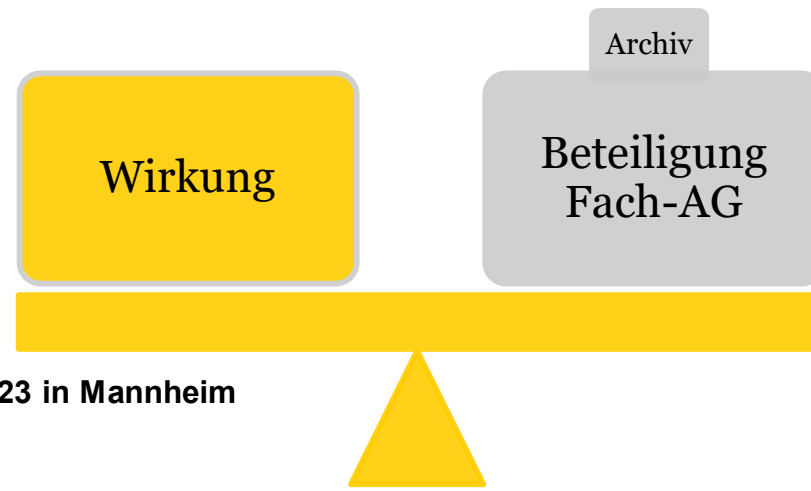 Archiv
Wirkung
Beteiligung
Fach-AG
23 in Mannheim